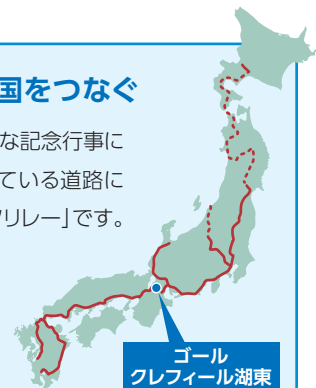 国をつなぐ
な記念行事に
ている道路に
リレー」です。
ゴール
クレフィール湖東